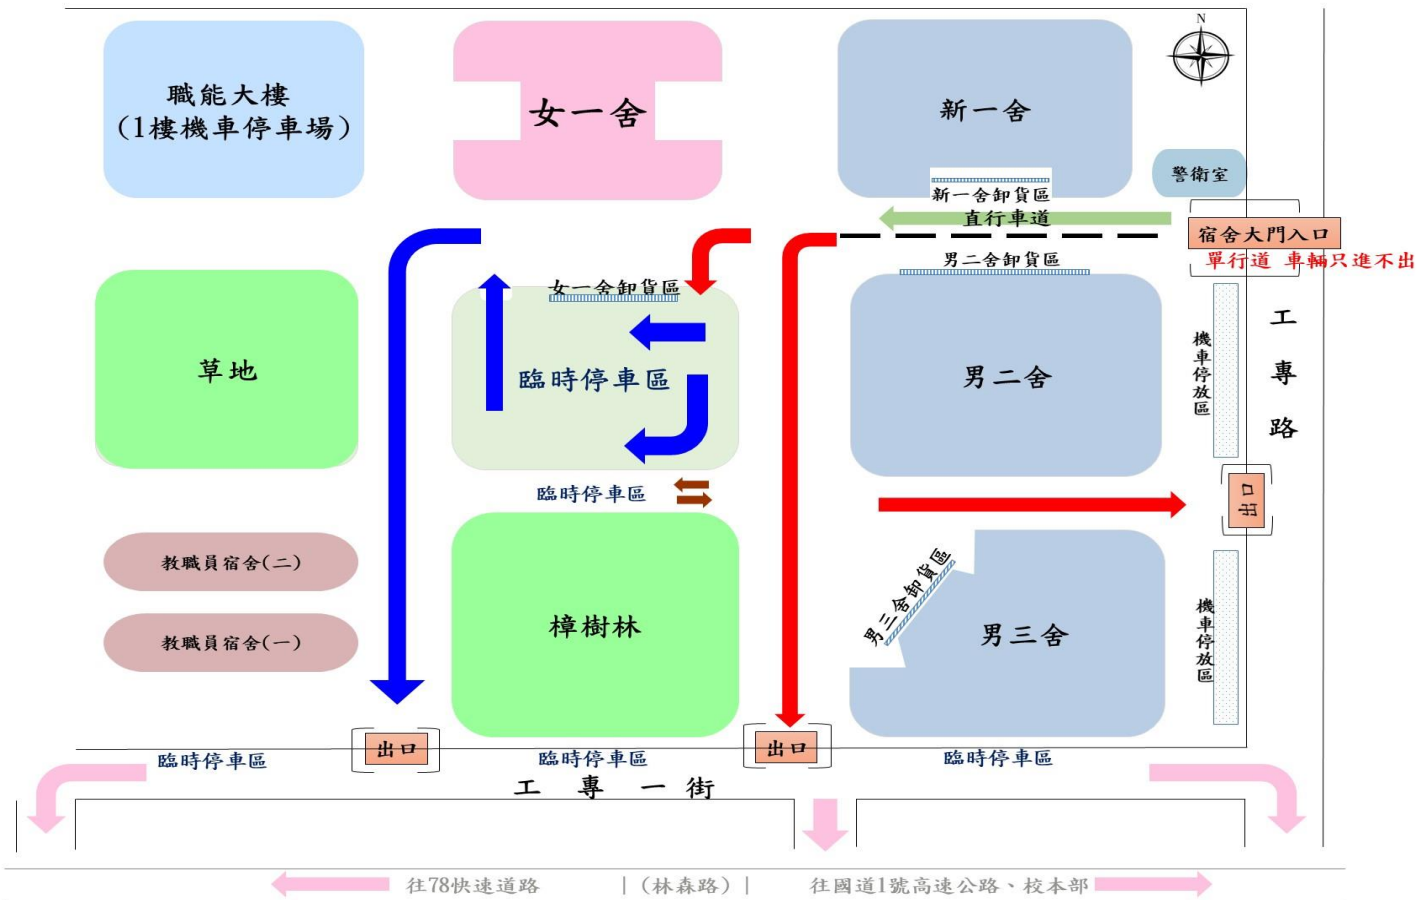 N
職能大樓
(1樓機車停車場)
女一舍
新一舍
警衛室
新一舍卸貨區
直行車道
宿舍大門入口
單行道 車輛只進不出
男二舍卸貨區
女一舍卸貨區
草地
臨時停車區
男二舍
機車停放區
工專路
臨時停車區
出口
教職員宿舍(二)
教職員宿舍(一)
樟樹林
男三舍卸貨區
男三舍
機車停放區
出口
出口
臨時停車區
臨時停車區
臨時停車區
工專一街
往78快速道路
|(林森路)|
往國道1號高速公路、校本部